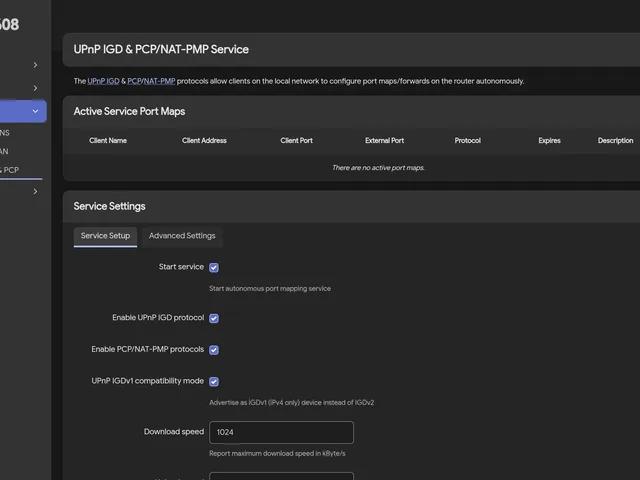 608
NS
AN
& PCP
UPnP IGD & PCP/NAT-PMP Service
The UPnP IGD & PCP/NAT-PMP protocols allow clients on the local network to configure port maps/forwards on the router autonomously.
Active Service Port Maps
Client Name Client Address Client Port External Port Protocol Expires Description
There are no active port maps.
Service Settings
Service Setup Advanced Settings
Start service
Start autonomous port mapping service
Enable UPnP IGD protocol
Enable PCP/NAT-PMP protocols
UPnP IGDv1 compatibility mode
Advertise as IGDv1 (IPv4 only) device instead of IGDv2
Download speed 1024
Report maximum download speed in kByte/s